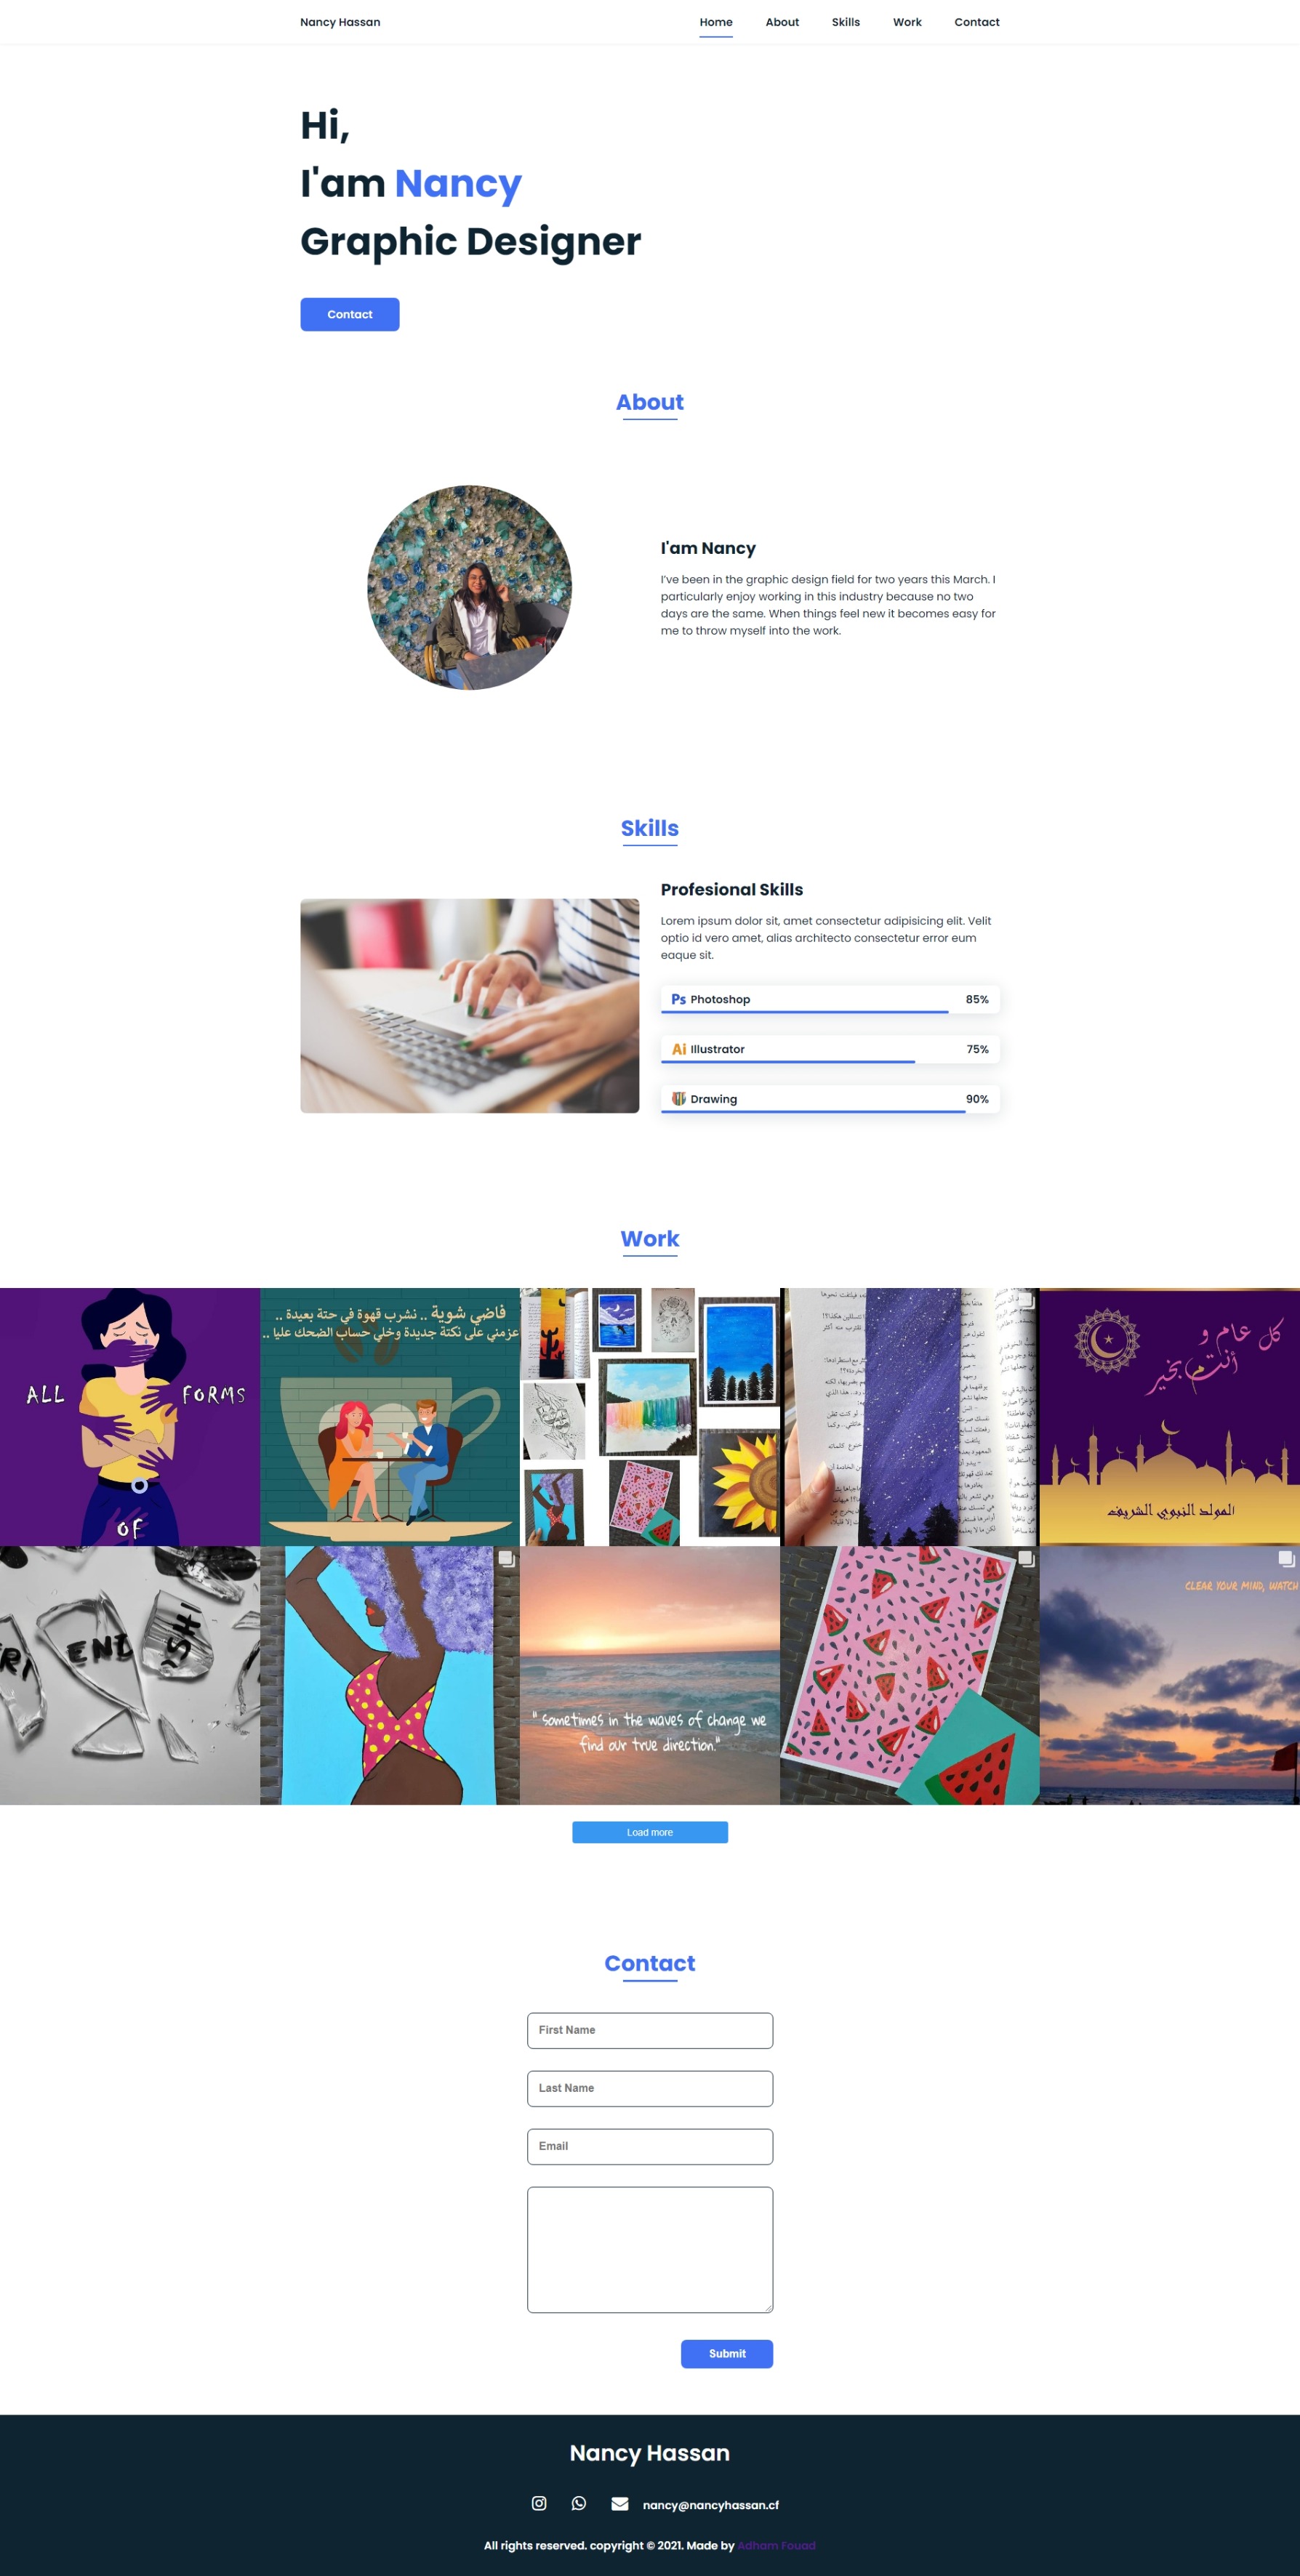 Nancy Hassan
Home About Skills Work Contact
Hi,
I'am Nancy
Graphic Designer
Contact
About
I'am Nancy
I've been in the graphic design field for two years this March. I
particularly enjoy working in this industry because no two
days are the same. When things feel new it becomes easy for
me to throw myself into the work.
Skills
Profesional Skills
Lorem ipsum dolor sit, amet consectetur adipisicing elit. Velit
optio id vero amet, alias architecto consectetur error eum
eaque sit.
Ps Photoshop 85%
Ai Illustrator 75%
Drawing 90%
Work
ALL FORMS
OF
فاضي شوية .. نشرب قهوة في حتة بعيدة ..
عزمني على نكتة جديدة وخلي حساب الضحك عليا ..
كل عام و
أنتم بخير
المولد النبوي الشريف
ENI
SH
" sometimes in the waves of change we
find our true direction."
CLEAR YOUR MIND, WATCH
Load more
Contact
First Name
Last Name
Email
Submit
Nancy Hassan
nancy@nancyhassan.cf
All rights reserved. copyright © 2021. Made by Adham Fouad